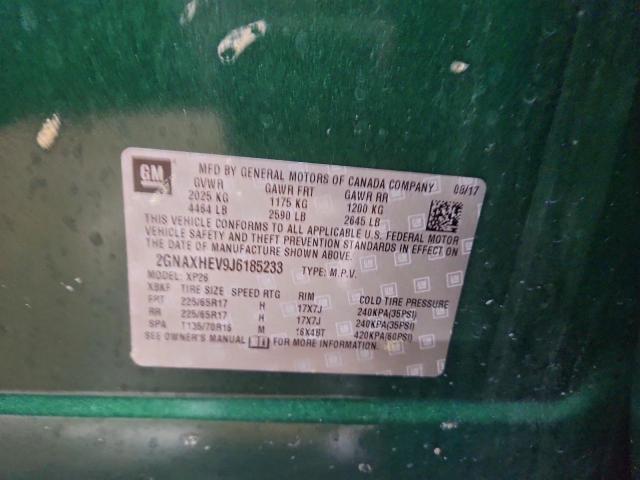 GM
MFD BY GENERAL MOTORS OF CANADA COMPANY 08/17
GVWR GAWR FRT GAWR RR
2025 KG 1175 KG 1200 KG
4464 LB 2590 LB 2645 LB
THIS VEHICLE CONFORMS TO ALL APPLICABLE U.S. FEDERAL MOTOR
VEHICLE SAFETY AND THEFT PREVENTION STANDARDS IN EFFECT ON
THE DATE OF MANUFACTURE SHOWN ABOVE.
2GNAXHEV9J6185233 TYPE: M.P.V.
MODEL: XP26
XBKF TIRE SIZE SPEED RTG RIM COLD TIRE PRESSURE
FRT 225/65R17 H 17X7J 240KPA(35PSI)
RR 225/65R17 H 17X7J 240KPA(35PSI)
SPA T135/70R16 M 16X4BT 420KPA(60PSI)
SEE OWNER'S MANUAL FOR MORE INFORMATION.